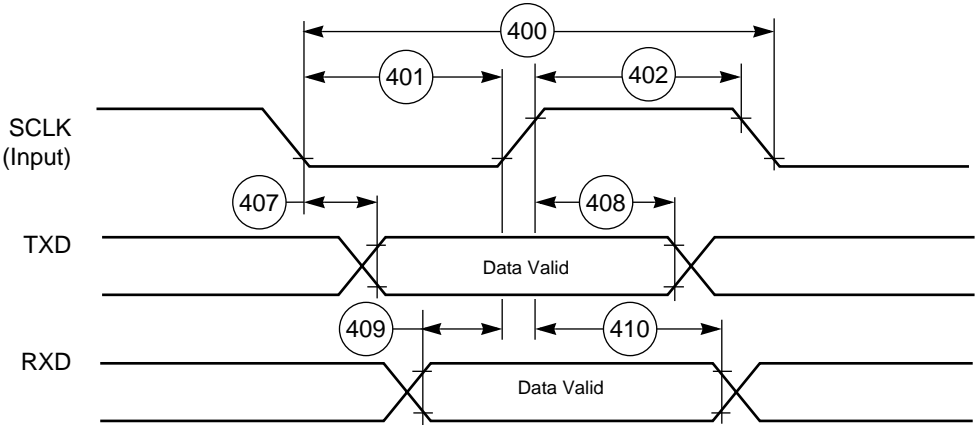 400
401
402
SCLK
(Input)
407
408
TXD
Data Valid
409
410
RXD
Data Valid